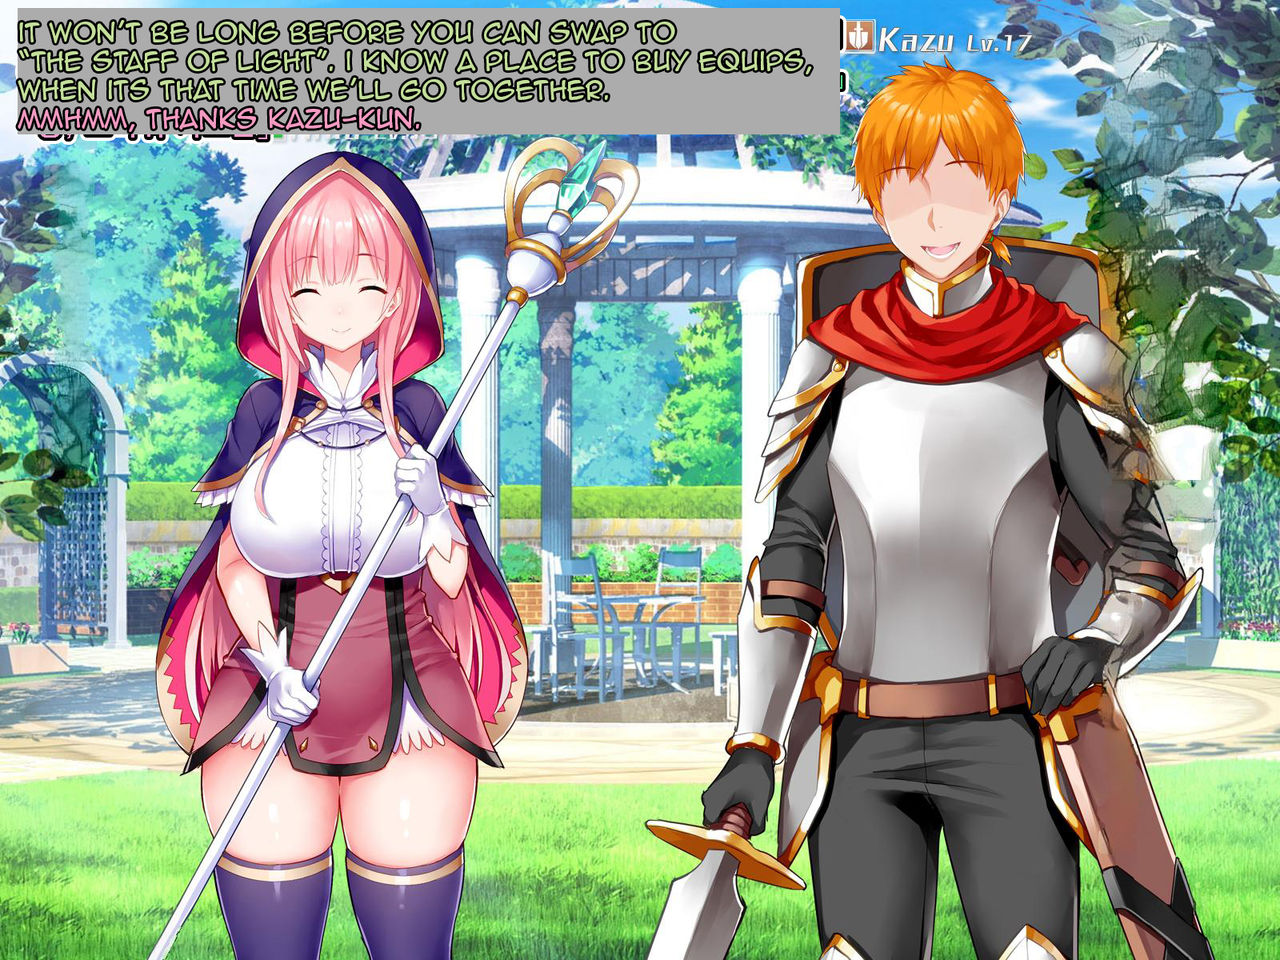 IT WON'T BE LONG BEFORE YOU CAN SWAP TO
"THE STAFF OF LIGHT". I KNOW A PLACE TO BUY EQUIPS,
WHEN ITS THAT TIME WE'LL GO TOGETHER.
MMHMM, THANKS KAZU-KUN.
Kazu Lv.17